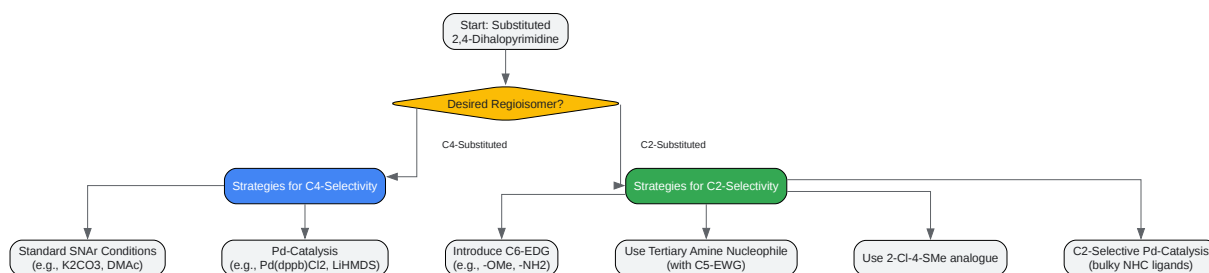 Start: Substituted
2,4-Dihalopyrimidine
Desired Regioisomer?
C4-Substituted
C2-Substituted
Strategies for C4-Selectivity
Strategies for C2-Selectivity
Standard SNAr Conditions
(e.g., K2CO3, DMAc)
Pd-Catalysis
(e.g., Pd(dppb)Cl2, LiHMDS)
Introduce C6-EDG
(e.g., -OMe, -NH2)
Use Tertiary Amine Nucleophile
(with C5-EWG)
Use 2-Cl-4-SMe analogue
C2-Selective Pd-Catalysis
(bulky NHC ligands)